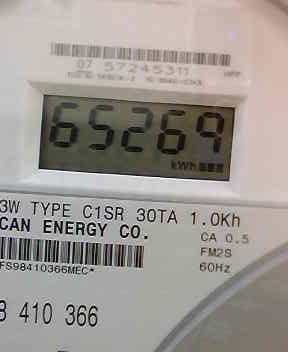 07 57245311
65269
kWh
3W TYPE C1SR 30TA 1.0Kh
CAN ENERGY CO.
CA 0.5
FM2S
60Hz
FS98410366MEC*
8 410 366